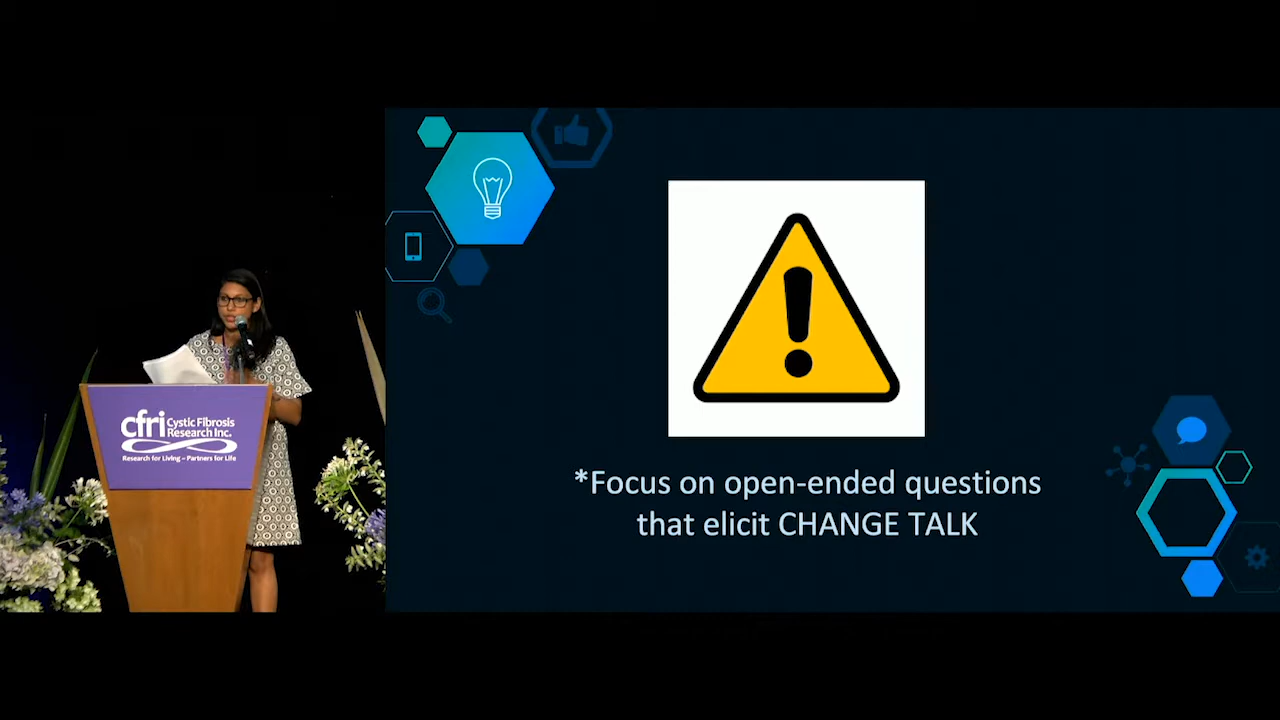 cfri Cystic Fibrosis
Research Inc.
Research for Living – Partners for Life
*Focus on open-ended questions
that elicit CHANGE TALK